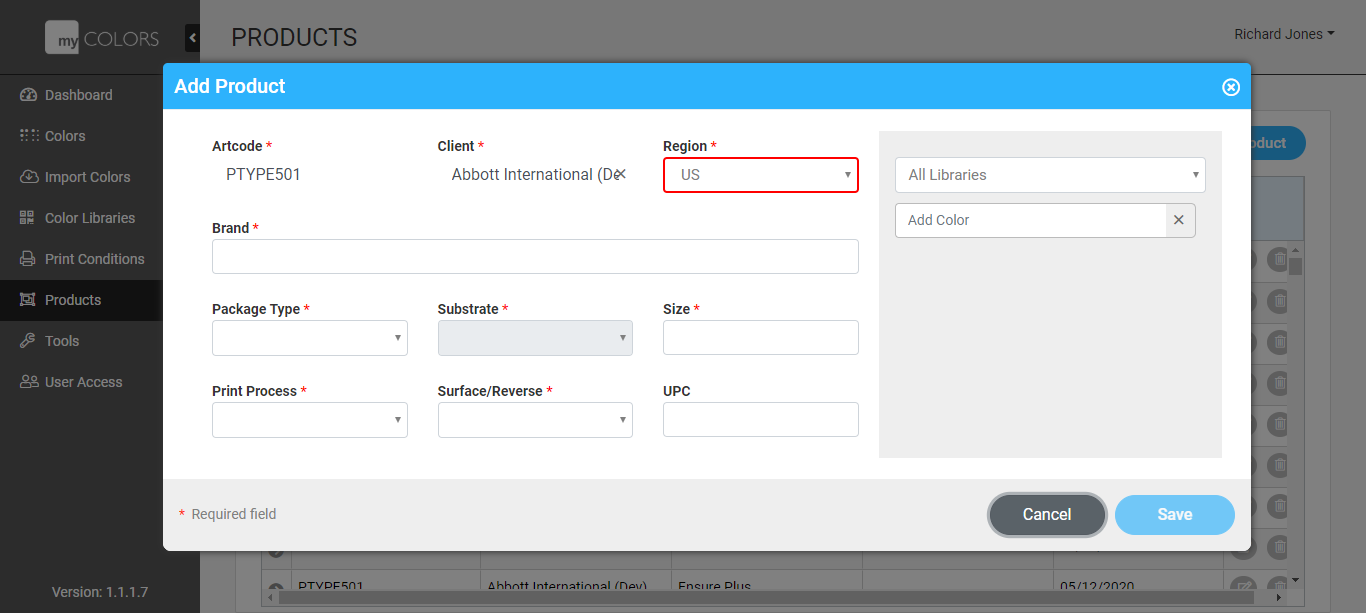 my COLORS
PRODUCTS
Richard Jones
Add Product
Dashboard
Colors
Import Colors
Color Libraries
Print Conditions
Products
Tools
User Access
Version: 1.1.1.7
Artcode *
PTYPE501
Client *
Abbott International (De
Region *
US
Brand *
Package Type *
Substrate *
Size *
Print Process *
Surface/Reverse *
UPC
All Libraries
Add Color
oduct
* Required field
Cancel
Save
PTYPE501 Abbott International (Dev) Ensure Plus 05/12/2020